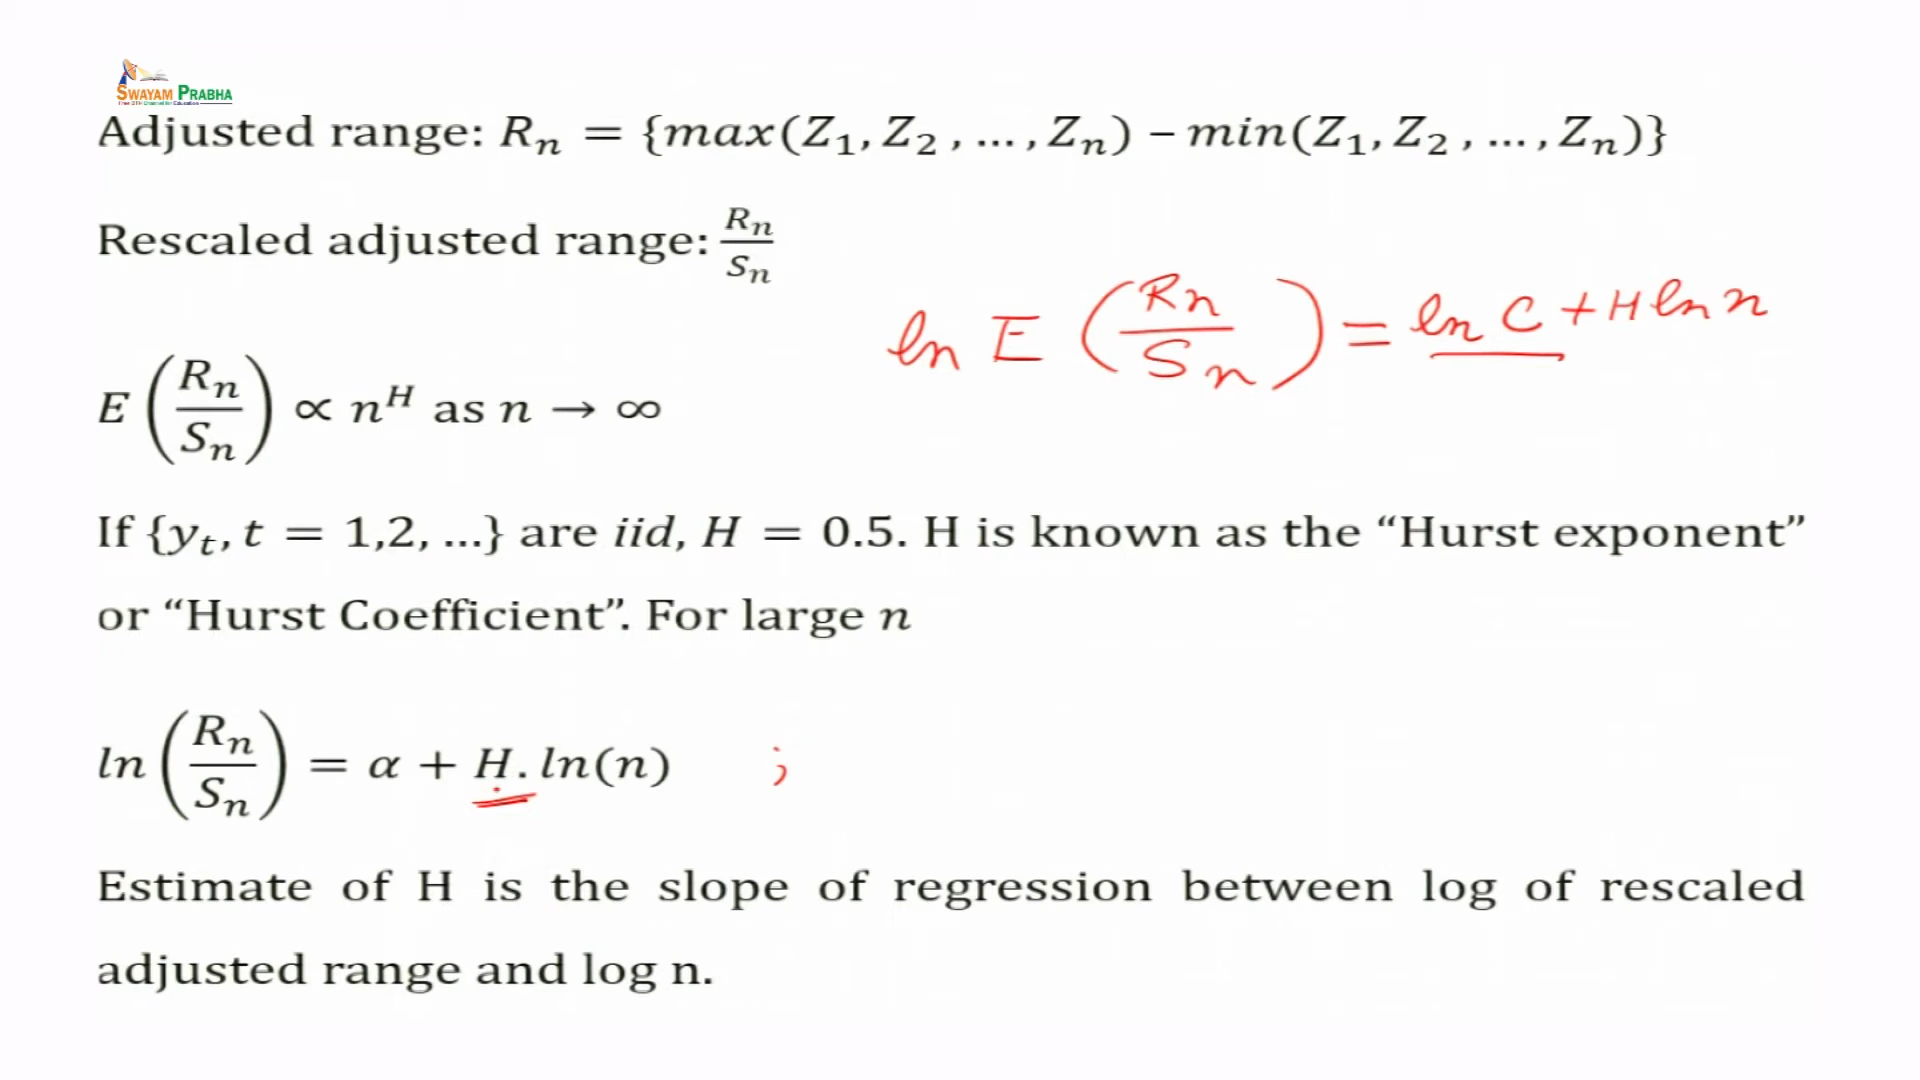 SWAYAM PRABHA
Adjusted range: Rₙ = {max(Z₁, Z₂ , … , Zₙ) – min(Z₁, Z₂ , … , Zₙ)}
Rescaled adjusted range: Rₙ/Sₙ
ln E (Rn/Sn) = ln C + H ln n
E (Rₙ/Sₙ) ∝ n^H as n → ∞
If {yₜ, t = 1,2, …} are iid, H = 0.5. H is known as the “Hurst exponent”
or “Hurst Coefficient”. For large n
ln (Rₙ/Sₙ) = α + H. ln(n) ;
Estimate of H is the slope of regression between log of rescaled
adjusted range and log n.